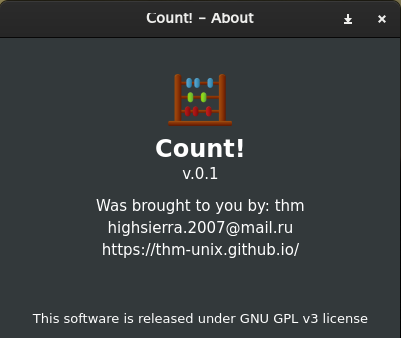 Count! – About
Count!
v.0.1
Was brought to you by: thm
highsierra.2007@mail.ru
https://thm-unix.github.io/
This software is released under GNU GPL v3 license